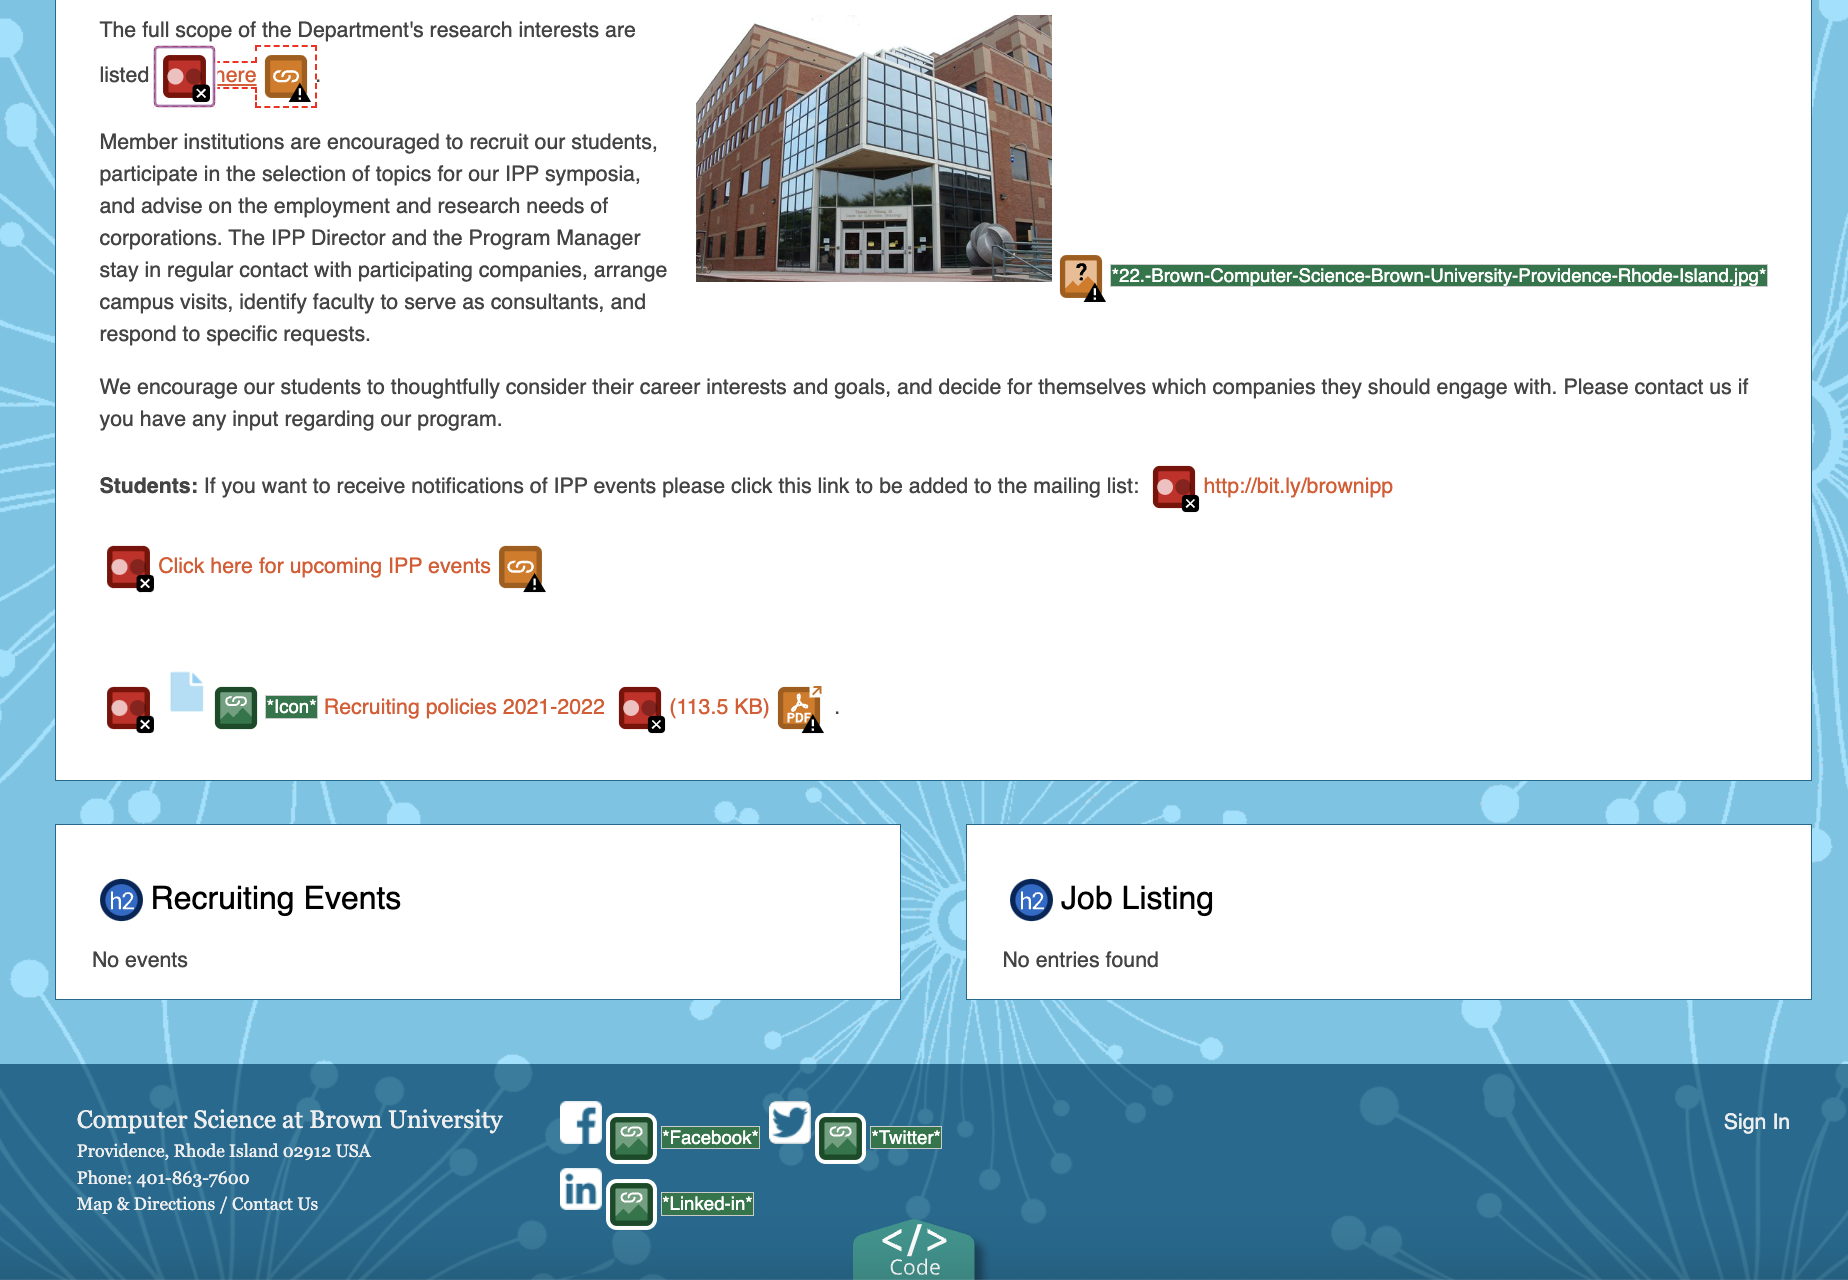 The full scope of the Department's research interests are
listed here .
Member institutions are encouraged to recruit our students,
participate in the selection of topics for our IPP symposia,
and advise on the employment and research needs of
corporations. The IPP Director and the Program Manager
stay in regular contact with participating companies, arrange
campus visits, identify faculty to serve as consultants, and
respond to specific requests.
*22.-Brown-Computer-Science-Brown-University-Providence-Rhode-Island.jpg*
We encourage our students to thoughtfully consider their career interests and goals, and decide for themselves which companies they should engage with. Please contact us if
you have any input regarding our program.
Students: If you want to receive notifications of IPP events please click this link to be added to the mailing list: http://bit.ly/brownipp
Click here for upcoming IPP events
*Icon* Recruiting policies 2021-2022 (113.5 KB) PDF .
h2 Recruiting Events
No events
h2 Job Listing
No entries found
Computer Science at Brown University
Providence, Rhode Island 02912 USA
Phone: 401-863-7600
Map & Directions / Contact Us
*Facebook* *Twitter*
in *Linked-in*
Sign In
</>
Code